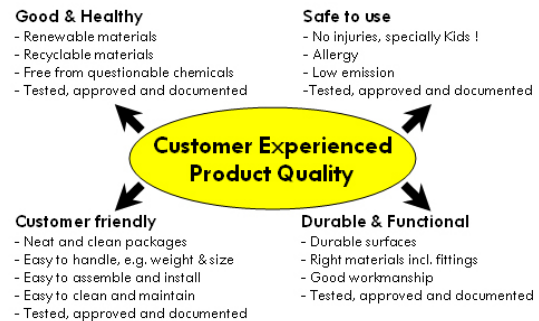 Good & Healthy
- Renewable materials
- Recyclable materials
- Free from questionable chemicals
- Tested, approved and documented
Safe to use
- No injuries, specially Kids !
- Allergy
- Low emission
-Tested, approved and documented
Customer Experienced
Product Quality
Customer friendly
- Neat and clean packages
- Easy to handle, e.g. weight & size
- Easy to assemble and install
- Easy to clean and maintain
- Tested, approved and documented
Durable & Functional
- Durable surfaces
- Right materials incl. fittings
- Good workmanship
- Tested, approved and documented